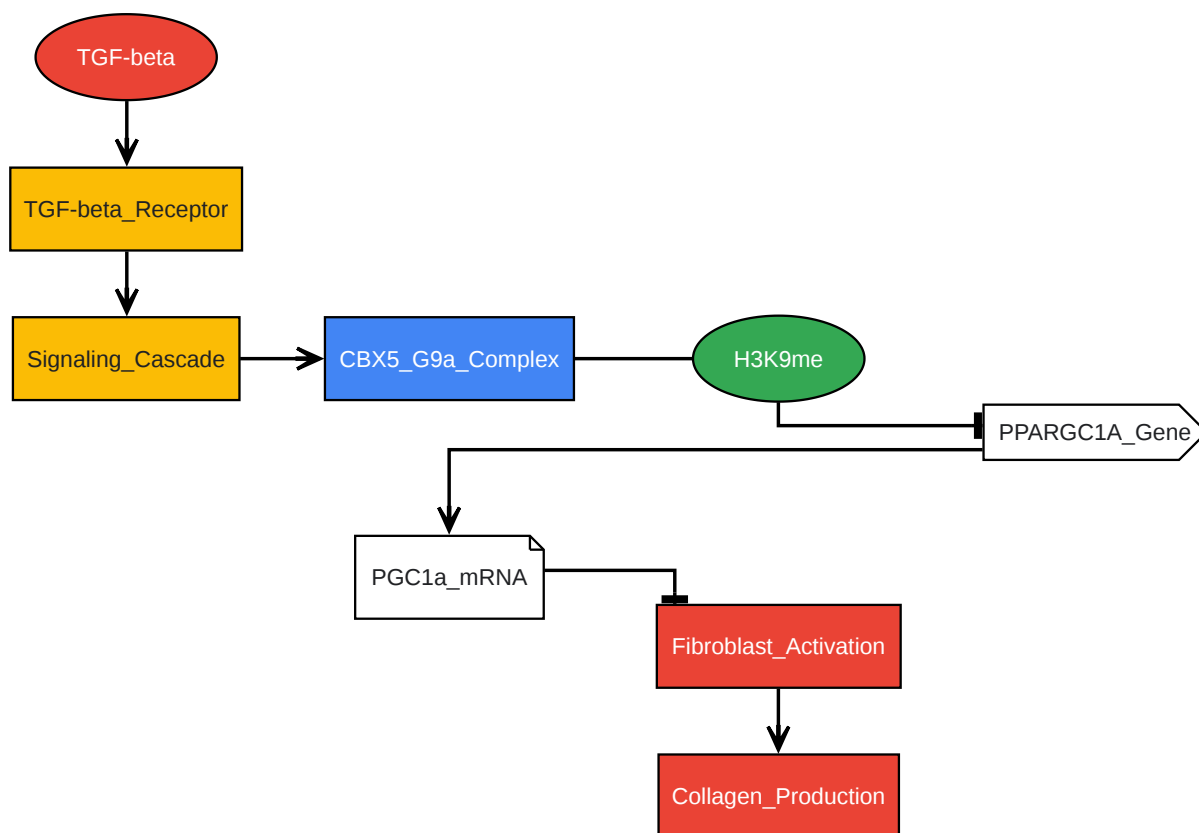 TGF-beta
TGF-beta_Receptor
Signaling_Cascade
CBX5_G9a_Complex
H3K9me
PPARGC1A_Gene
PGC1a_mRNA
Fibroblast_Activation
Collagen_Production